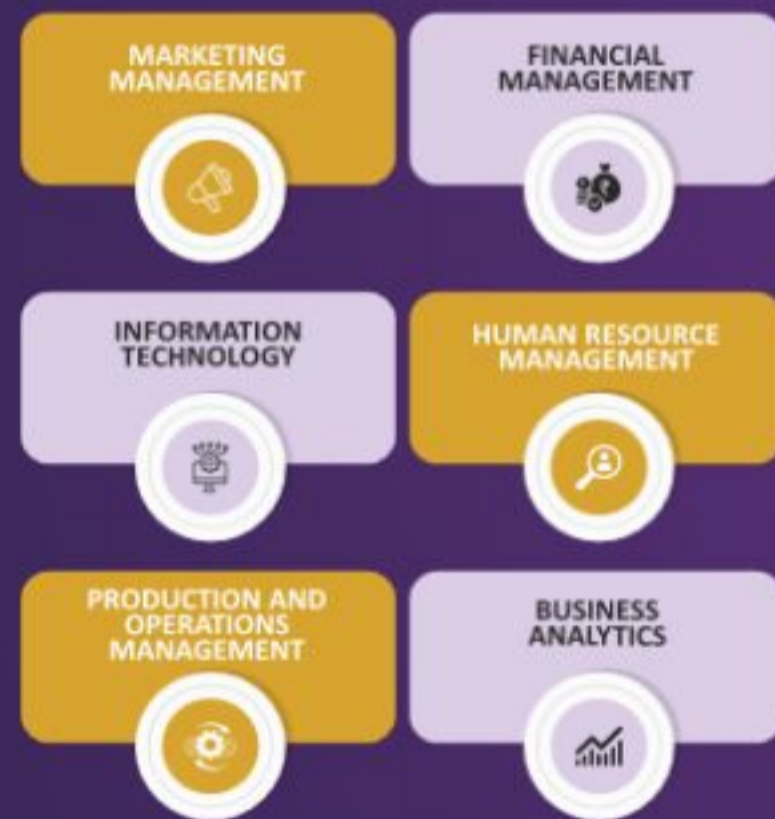 MARKETING
MANAGEMENT
FINANCIAL
MANAGEMENT
INFORMATION
TECHNOLOGY
HUMAN RESOURCE
MANAGEMENT
PRODUCTION AND
OPERATIONS
MANAGEMENT
BUSINESS
ANALYTICS